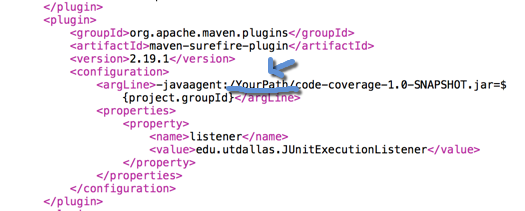 </plugin>
<plugin>
<groupId>org.apache.maven.plugins</groupId>
<artifactId>maven-surefire-plugin</artifactId>
<version>2.19.1</version>
<configuration>
<argLine>-javaagent:/YourPath/code-coverage-1.0-SNAPSHOT.jar=$
{project.groupId}</argLine>
<properties>
<property>
<name>listener</name>
<value>edu.utdallas.JUnitExecutionListener</value>
</property>
</properties>
</configuration>
</plugin>